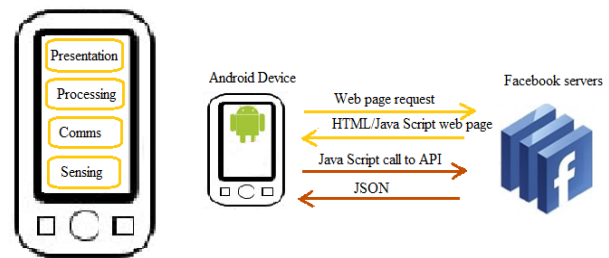 Presentation
Processing
Comms
Sensing
Android Device
Facebook servers
Web page request
HTML/Java Script web page
Java Script call to API
JSON
f